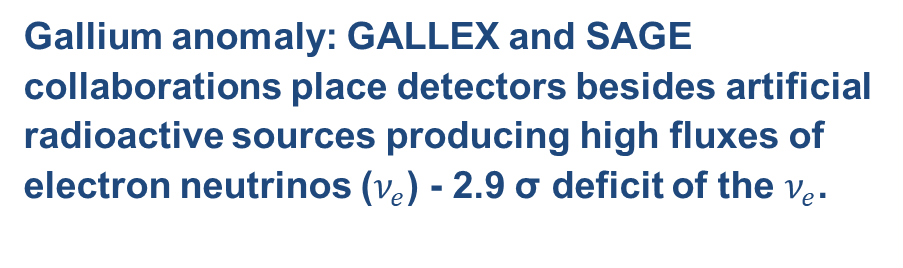 Gallium anomaly: GALLEX and SAGE
collaborations place detectors besides artificial
radioactive sources producing high fluxes of
electron neutrinos (𝜈𝑒) - 2.9 σ deficit of the 𝜈𝑒.